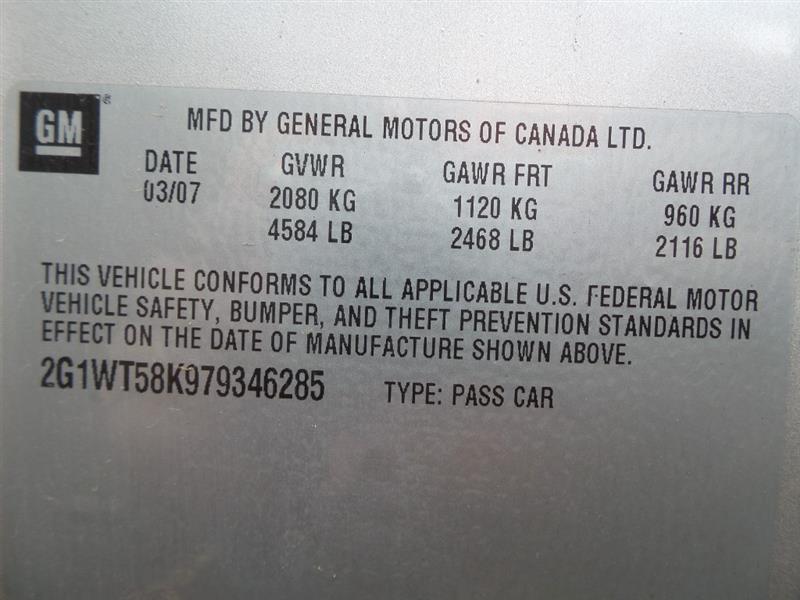 GM®
MFD BY GENERAL MOTORS OF CANADA LTD.
DATE GVWR GAWR FRT GAWR RR
03/07 2080 KG 1120 KG 960 KG
4584 LB 2468 LB 2116 LB
THIS VEHICLE CONFORMS TO ALL APPLICABLE U.S. FEDERAL MOTOR
VEHICLE SAFETY, BUMPER, AND THEFT PREVENTION STANDARDS IN
EFFECT ON THE DATE OF MANUFACTURE SHOWN ABOVE.
2G1WT58K979346285 TYPE: PASS CAR